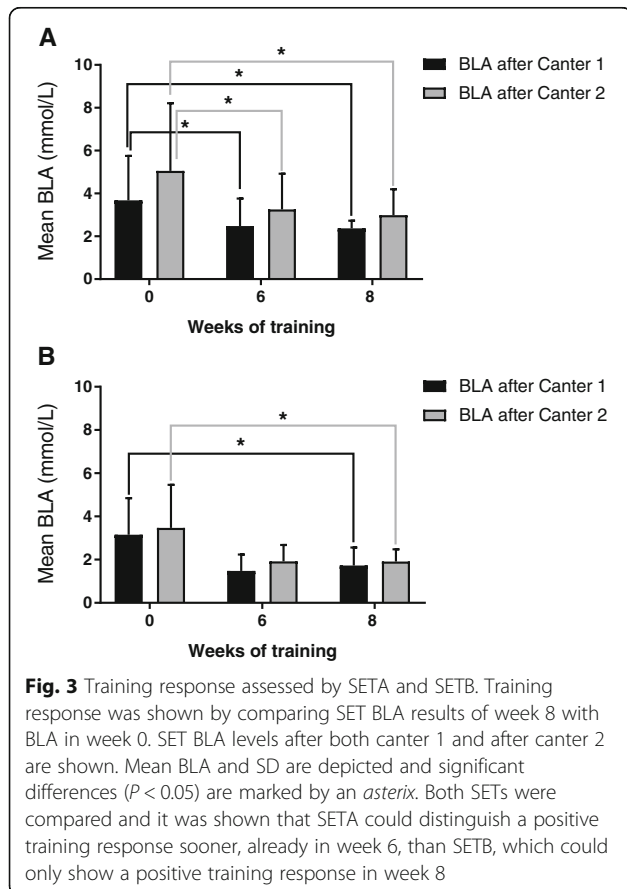 A
BLA after Canter 1
BLA after Canter 2
Mean BLA (mmol/L)
10
8
6
4
2
0
* * * *
0 6 8
Weeks of training
B
BLA after Canter 1
BLA after Canter 2
Mean BLA (mmol/L)
10
8
6
4
2
0
* *
0 6 8
Weeks of training
Fig. 3 Training response assessed by SETA and SETB. Training
response was shown by comparing SET BLA results of week 8 with
BLA in week 0. SET BLA levels after both canter 1 and after canter 2
are shown. Mean BLA and SD are depicted and significant
differences (P < 0.05) are marked by an asterix. Both SETs were
compared and it was shown that SETA could distinguish a positive
training response sooner, already in week 6, than SETB, which could
only show a positive training response in week 8